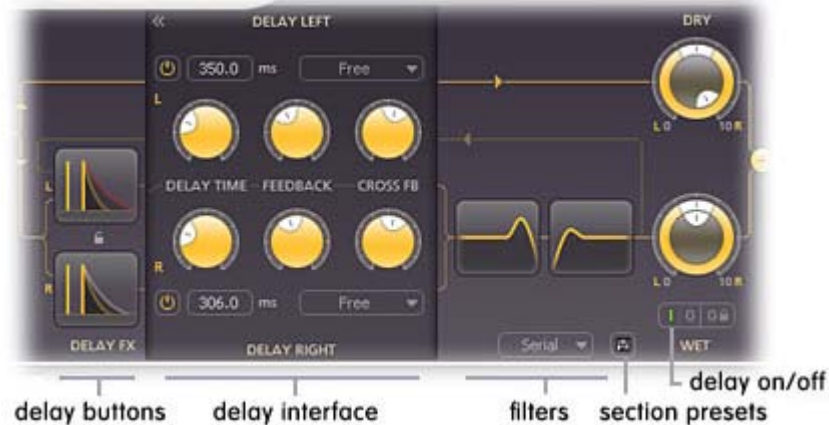 « DELAY LEFT
DRY
350.0 ms Free
L
L 0 10 R
DELAY TIME FEEDBACK CROSS FB
L
R
R
306.0 ms Free
L 0 10 R
DELAY FX
DELAY RIGHT
Serial
WET
delay on/off
delay buttons delay interface filters section presets